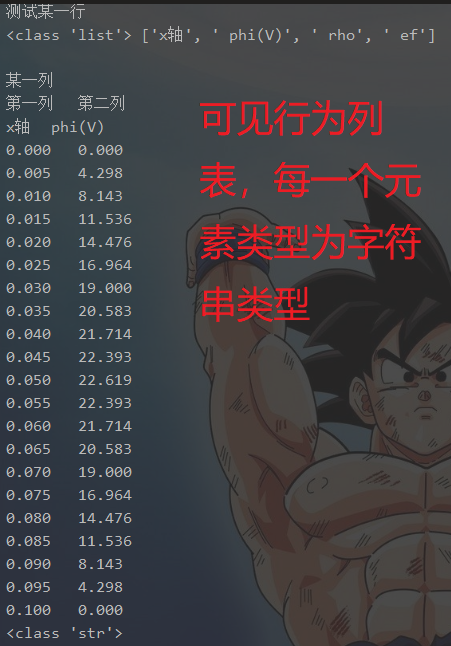 测试某一行
<class 'list'> ['x轴', ' phi(V)', ' rho', ' ef']
某一列
第一列 第二列
x轴 phi(V)
0.000 0.000
0.005 4.298
0.010 8.143
0.015 11.536
0.020 14.476
0.025 16.964
0.030 19.000
0.035 20.583
0.040 21.714
0.045 22.393
0.050 22.619
0.055 22.393
0.060 21.714
0.065 20.583
0.070 19.000
0.075 16.964
0.080 14.476
0.085 11.536
0.090 8.143
0.095 4.298
0.100 0.000
<class 'str'>
可见行为列
表，每一个元
素类型为字符
串类型